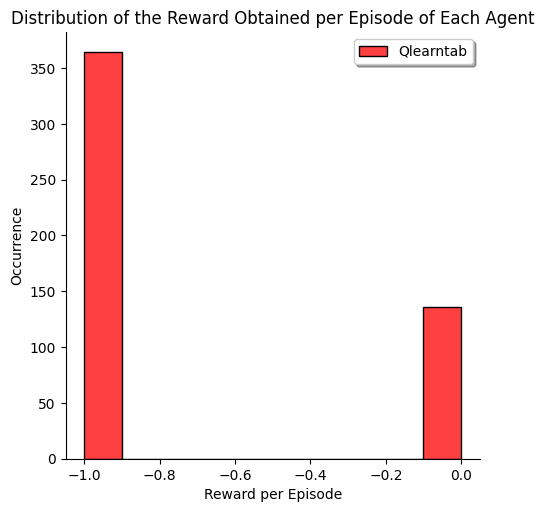 Distribution of the Reward Obtained per Episode of Each Agent
Qlearntab
350
300
250
200
150
100
50
0
Occurrence
−1.0 −0.8 −0.6 −0.4 −0.2 0.0
Reward per Episode